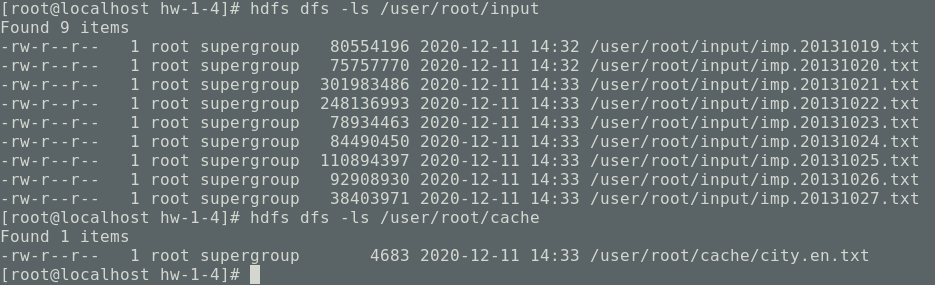 [root@localhost hw-1-4]# hdfs dfs -ls /user/root/input
Found 9 items
-rw-r--r--   1 root supergroup   80554196 2020-12-11 14:32 /user/root/input/imp.20131019.txt
-rw-r--r--   1 root supergroup   75757770 2020-12-11 14:32 /user/root/input/imp.20131020.txt
-rw-r--r--   1 root supergroup  301983486 2020-12-11 14:33 /user/root/input/imp.20131021.txt
-rw-r--r--   1 root supergroup  248136993 2020-12-11 14:33 /user/root/input/imp.20131022.txt
-rw-r--r--   1 root supergroup   78934463 2020-12-11 14:33 /user/root/input/imp.20131023.txt
-rw-r--r--   1 root supergroup   84490450 2020-12-11 14:33 /user/root/input/imp.20131024.txt
-rw-r--r--   1 root supergroup  110894397 2020-12-11 14:33 /user/root/input/imp.20131025.txt
-rw-r--r--   1 root supergroup   92908930 2020-12-11 14:33 /user/root/input/imp.20131026.txt
-rw-r--r--   1 root supergroup   38403971 2020-12-11 14:33 /user/root/input/imp.20131027.txt
[root@localhost hw-1-4]# hdfs dfs -ls /user/root/cache
Found 1 items
-rw-r--r--   1 root supergroup       4683 2020-12-11 14:33 /user/root/cache/city.en.txt
[root@localhost hw-1-4]#